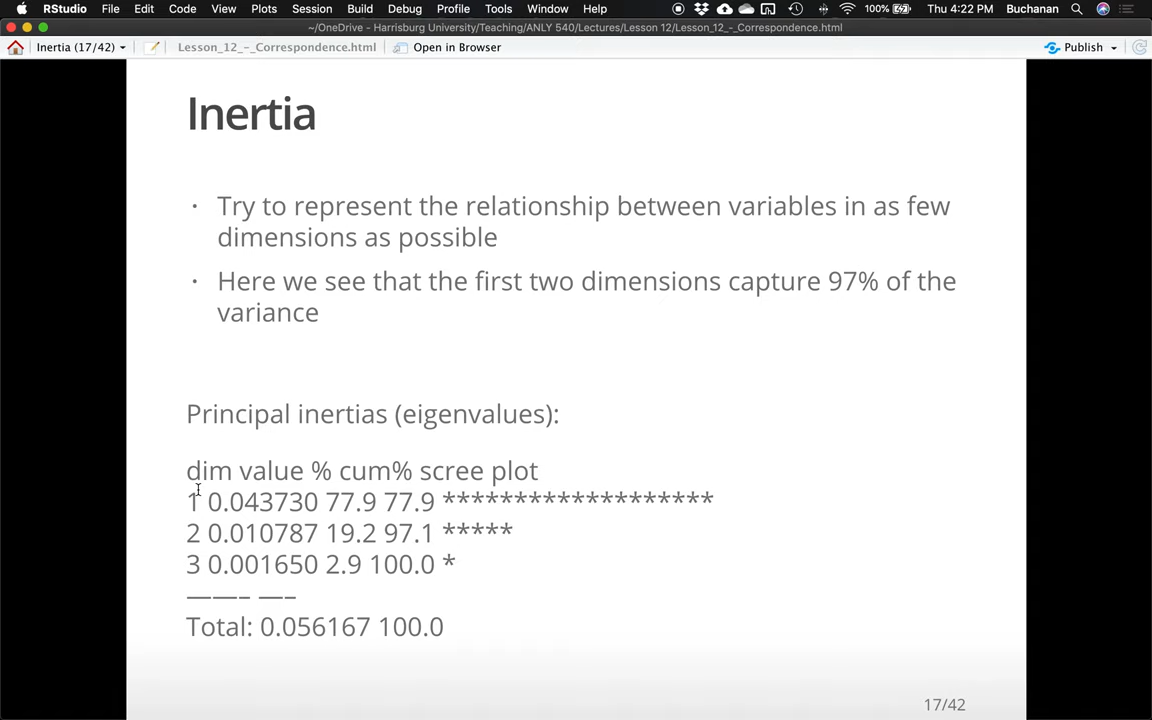 RStudio File Edit Code View Plots Session Build Debug Profile Tools Window Help 100% Thu 4:22 PM Buchanan
~/OneDrive - Harrisburg University/Teaching/ANLY 540/Lectures/Lesson 12/Lesson_12_-_Correspondence.html
Inertia (17/42) Lesson_12_-_Correspondence.html Open in Browser Publish
Inertia
· Try to represent the relationship between variables in as few
dimensions as possible
· Here we see that the first two dimensions capture 97% of the
variance
Principal inertias (eigenvalues):
dim value % cum% scree plot
1 0.043730 77.9 77.9 *******************
2 0.010787 19.2 97.1 *****
3 0.001650 2.9 100.0 *
——– —–
Total: 0.056167 100.0
17/42